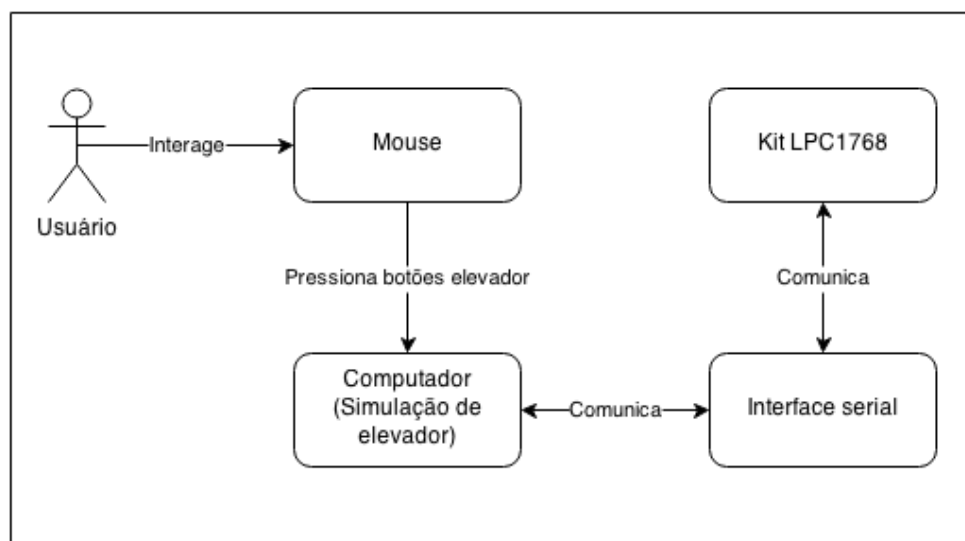 Usuário
Interage
Mouse
Pressiona botões elevador
Computador
(Simulação de
elevador)
Comunica
Interface serial
Comunica
Kit LPC1768